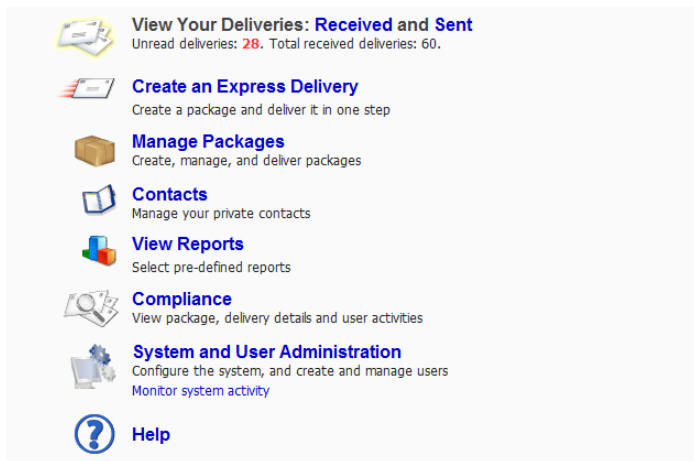 View Your Deliveries: Received and Sent
Unread deliveries: 28. Total received deliveries: 60.
Create an Express Delivery
Create a package and deliver it in one step
Manage Packages
Create, manage, and deliver packages
Contacts
Manage your private contacts
View Reports
Select pre-defined reports
Compliance
View package, delivery details and user activities
System and User Administration
Configure the system, and create and manage users
Monitor system activity
? Help